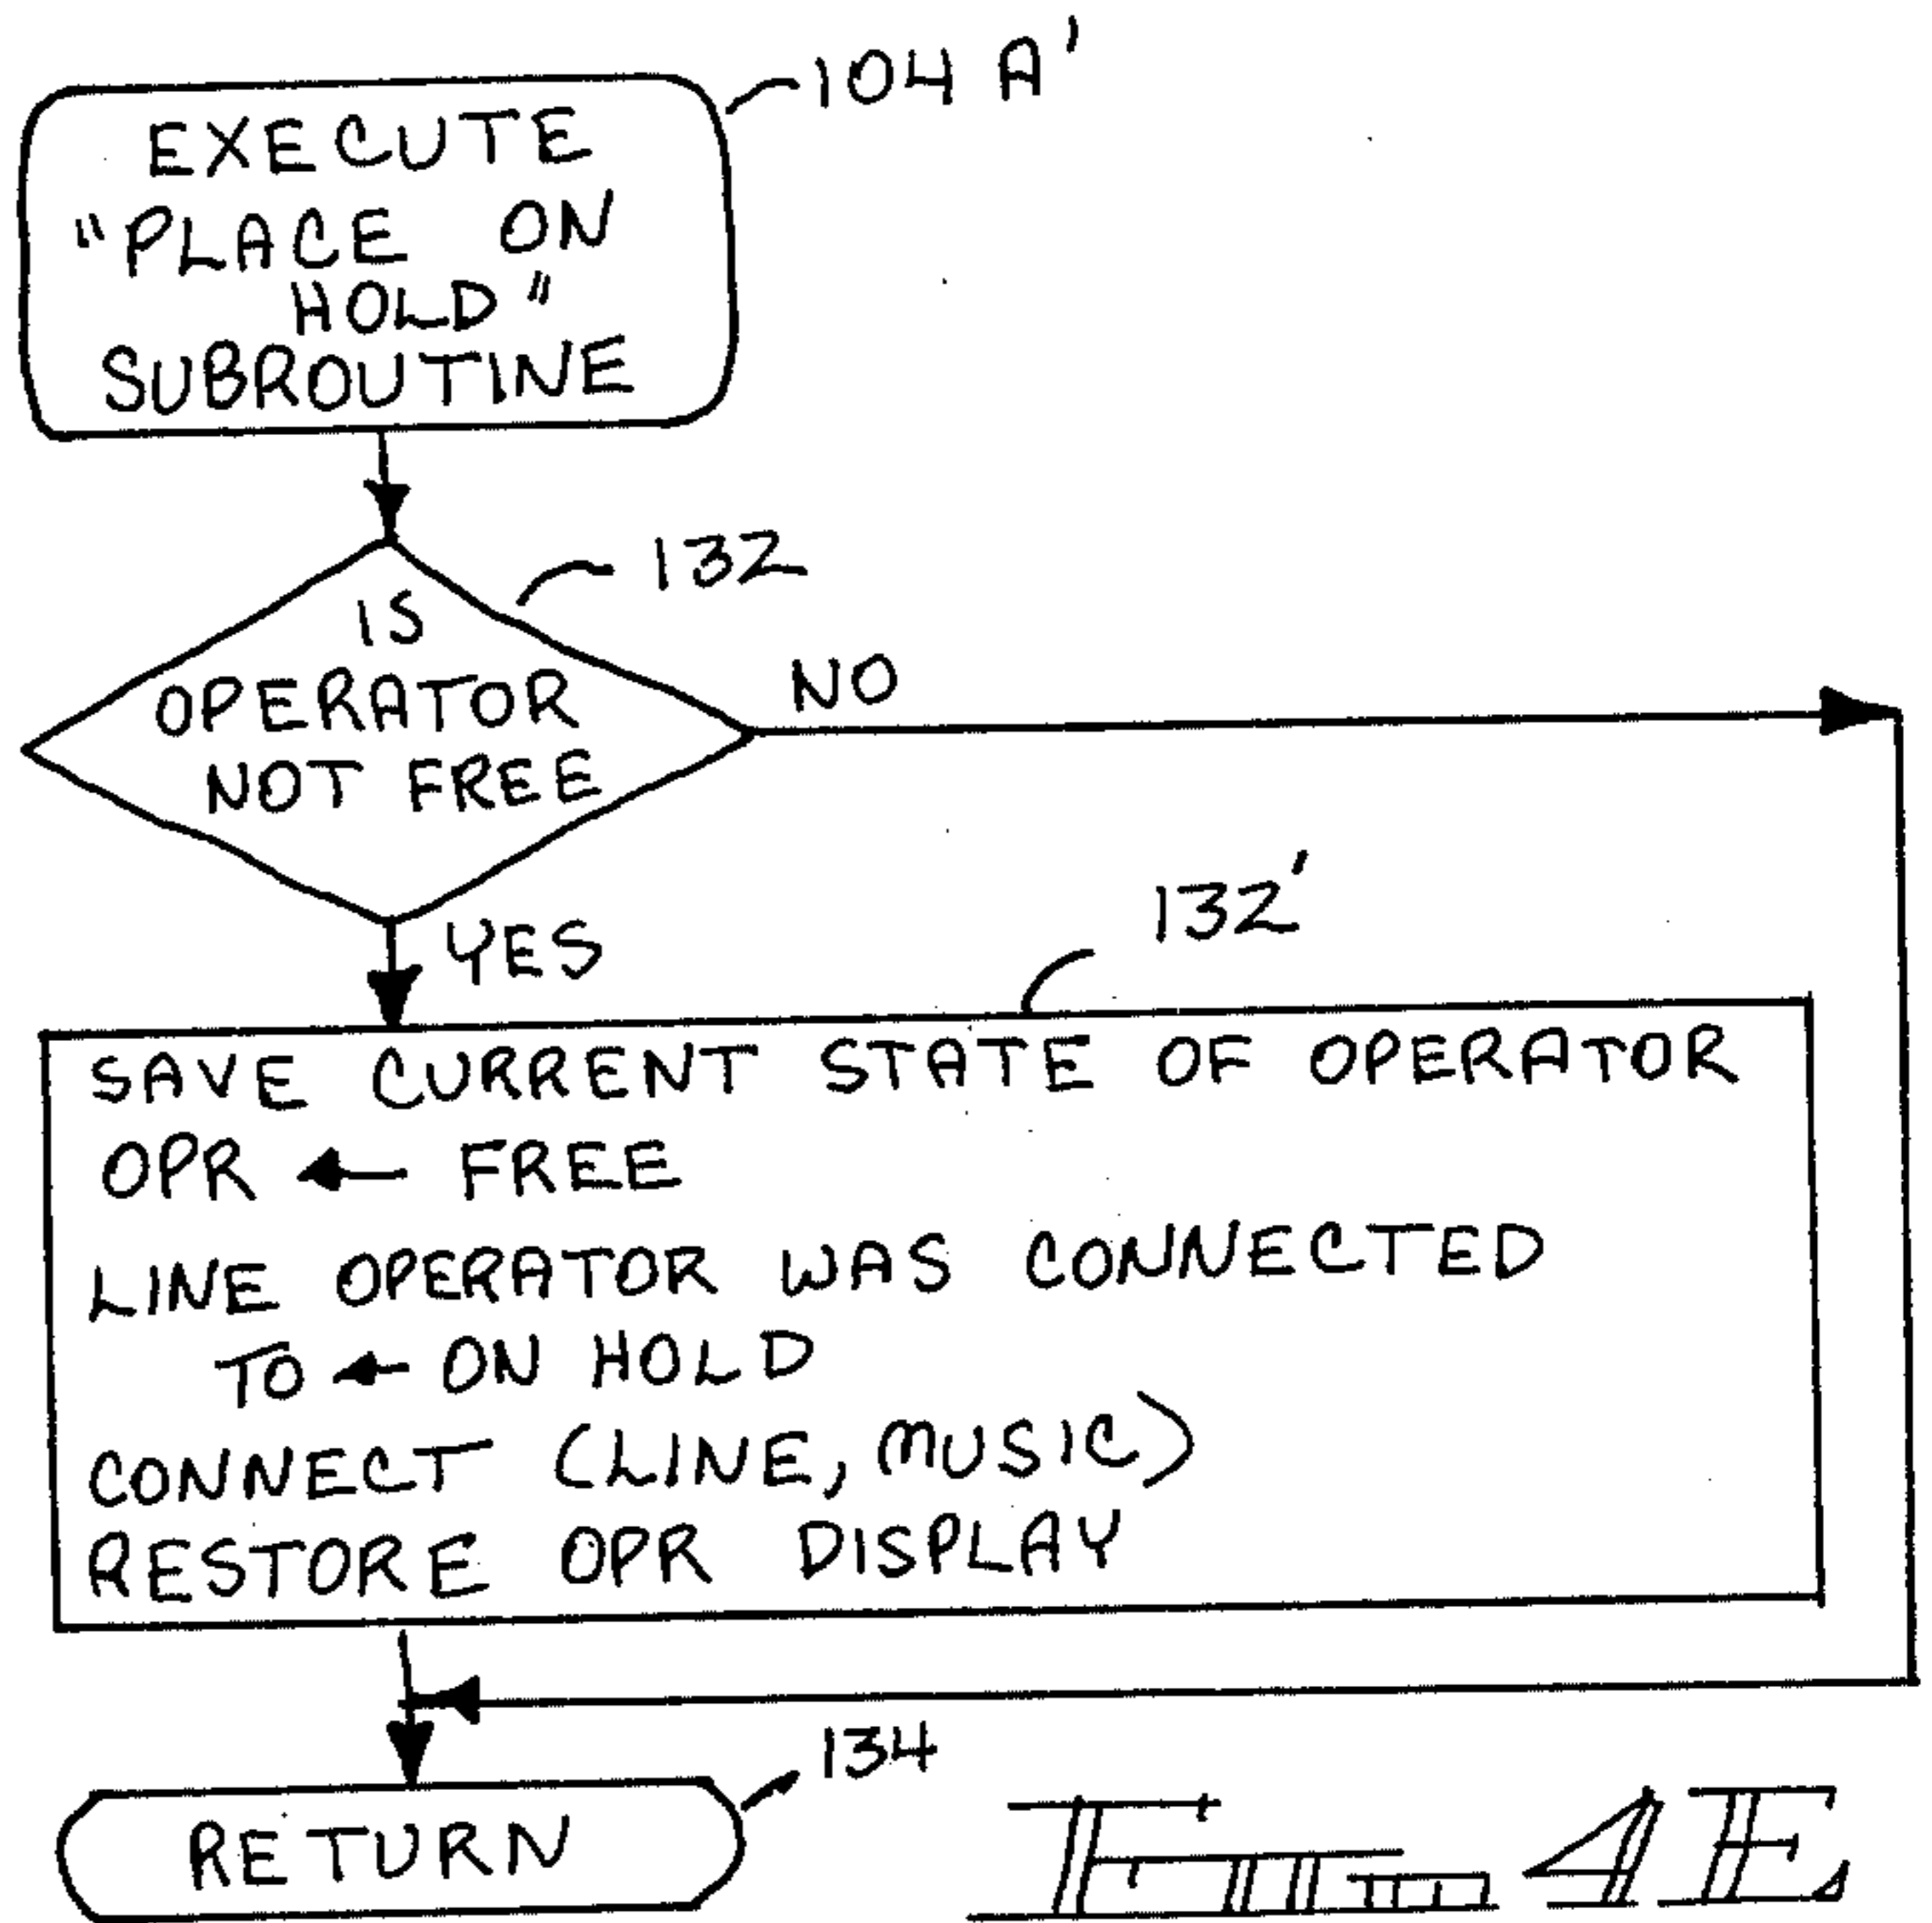 104 A'
EXECUTE
"PLACE ON
HOLD"
SUBROUTINE
132
IS
OPERATOR
NOT FREE
NO
YES
132'
SAVE CURRENT STATE OF OPERATOR
OPR ← FREE
LINE OPERATOR WAS CONNECTED
TO ← ON HOLD
CONNECT (LINE, MUSIC)
RESTORE OPR DISPLAY
134
RETURN
4E